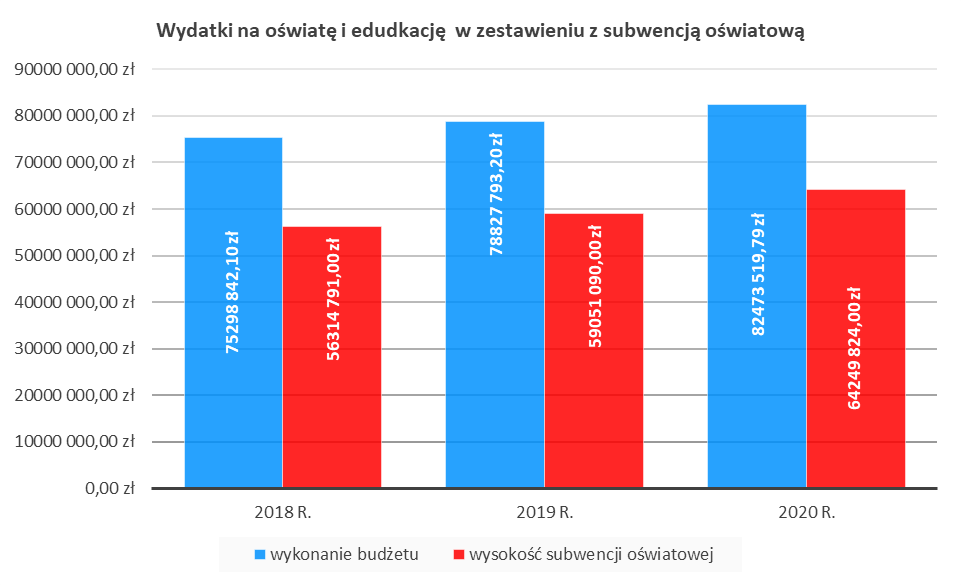 Wydatki na oświatę i edudkację  w zestawieniu z subwencją oświatową
90000 000,00 zł
80000 000,00 zł
70000 000,00 zł
60000 000,00 zł
50000 000,00 zł
40000 000,00 zł
30000 000,00 zł
20000 000,00 zł
10000 000,00 zł
0,00 zł
75298 842,10 zł
56314 791,00 zł
78827 793,20 zł
59051 090,00 zł
82473 519,79 zł
64249 824,00 zł
2018 R.
2019 R.
2020 R.
wykonanie budżetu
wysokość subwencji oświatowej